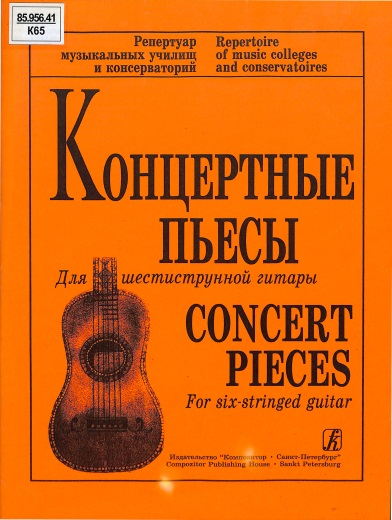 85.956.41
К65
Репертуар
музыкальных училищ
и консерваторий
Repertoire
of music colleges
and conservatoires
КОНЦЕРТНЫЕ
ПЬЕСЫ
Для шестиструнной гитары
CONCERT
PIECES
For six-stringed guitar
Издательство "Композитор · Санкт-Петербург"
Compozitor Publishing House · Sankt Petersburg